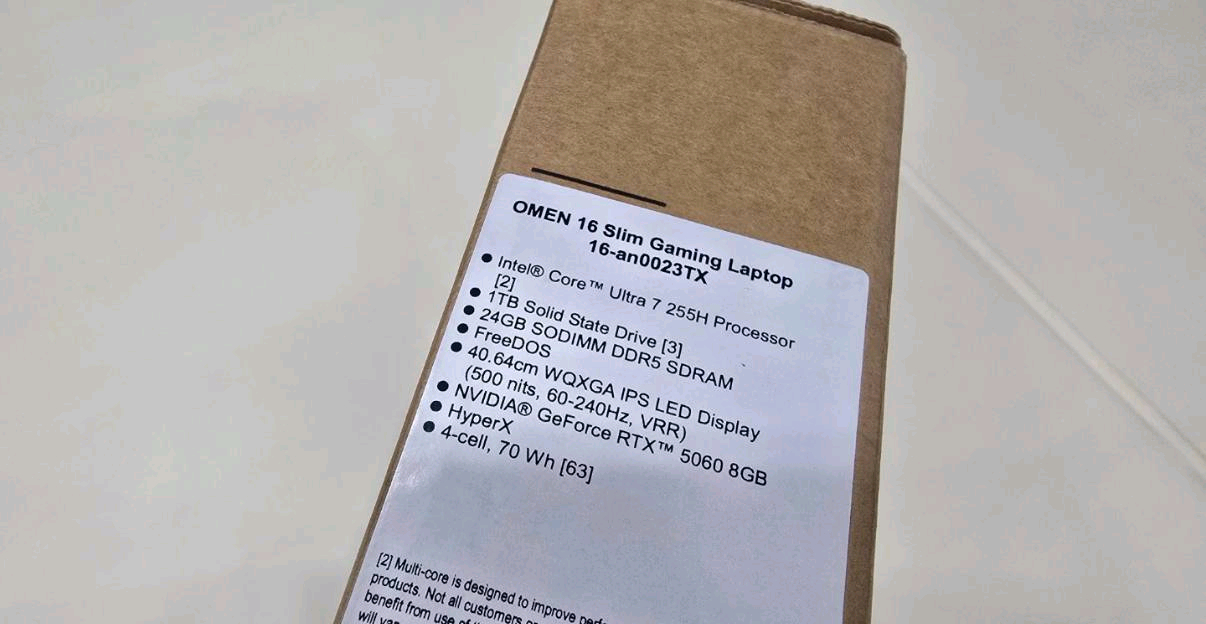 OMEN 16 Slim Gaming Laptop
16-an0023TX
● Intel® Core™ Ultra 7 255H Processor
[2]
● 1TB Solid State Drive [3]
● 24GB SODIMM DDR5 SDRAM
● FreeDOS
● 40.64cm WQXGA IPS LED Display
(500 nits, 60-240Hz, VRR)
● NVIDIA® GeForce RTX™ 5060 8GB
● HyperX
● 4-cell, 70 Wh [63]
[2] Multi-core is designed to improve
products. Not all customers
benefit from use of
will